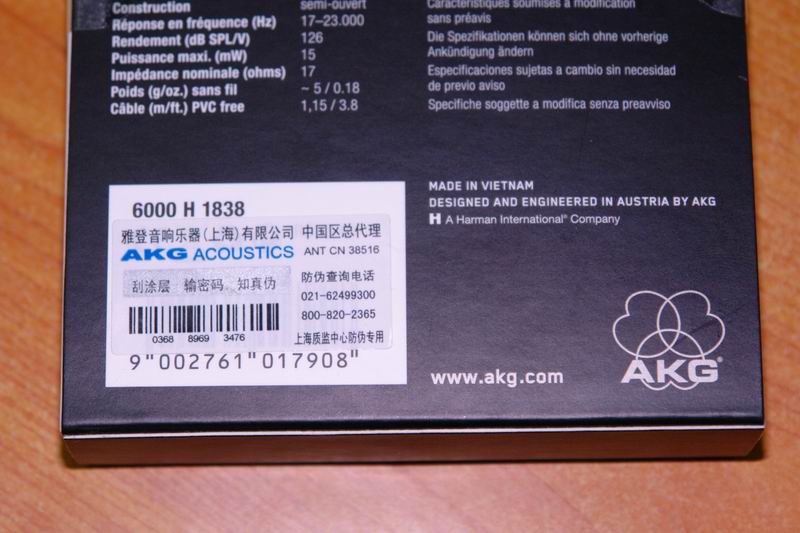 Construction semi-ouvert
Réponse en fréquence (Hz) 17–23.000
Rendement (dB SPL/V) 126
Puissance maxi. (mW) 15
Impédance nominale (ohms) 17
Poids (g/oz.) sans fil ~ 5 / 0.18
Câble (m/ft.) PVC free 1,15 / 3.8
Caractéristiques soumises à modification
sans préavis
Die Spezifikationen können sich ohne vorherige
Ankündigung ändern
Especificaciones sujetas a cambio sin necesidad
de previo aviso
Specifiche soggette a modifica senza preavviso
6000 H 1838
雅登音响乐器(上海)有限公司 中国区总代理
AKG ACOUSTICS ANT CN 38516
刮涂层 输密码 知真伪
防伪查询电话
021-62499300
800-820-2365
上海质监中心防伪专用
0368 8969 3476
9"002761"017908"
MADE IN VIETNAM
DESIGNED AND ENGINEERED IN AUSTRIA BY AKG
H A Harman International® Company
www.akg.com
AKG®